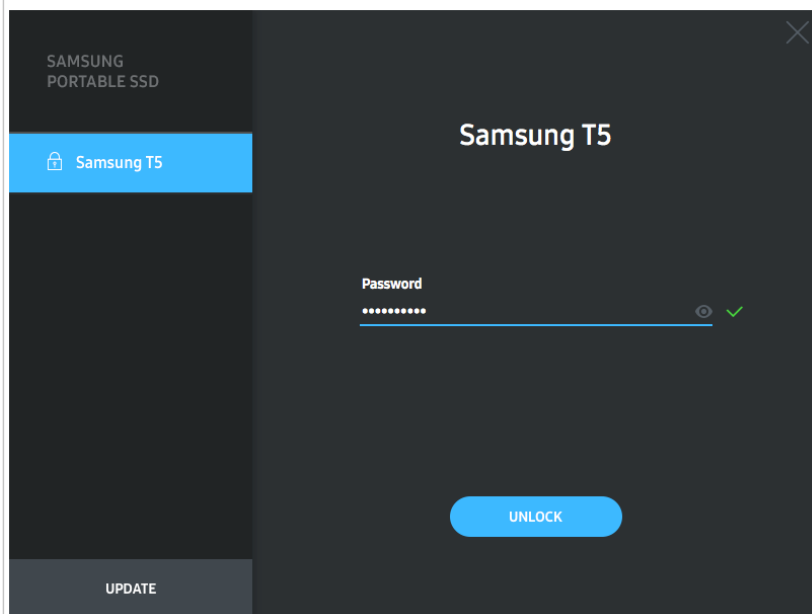 SAMSUNG
PORTABLE SSD
Samsung T5
Samsung T5
Password
••••••••••
UNLOCK
UPDATE